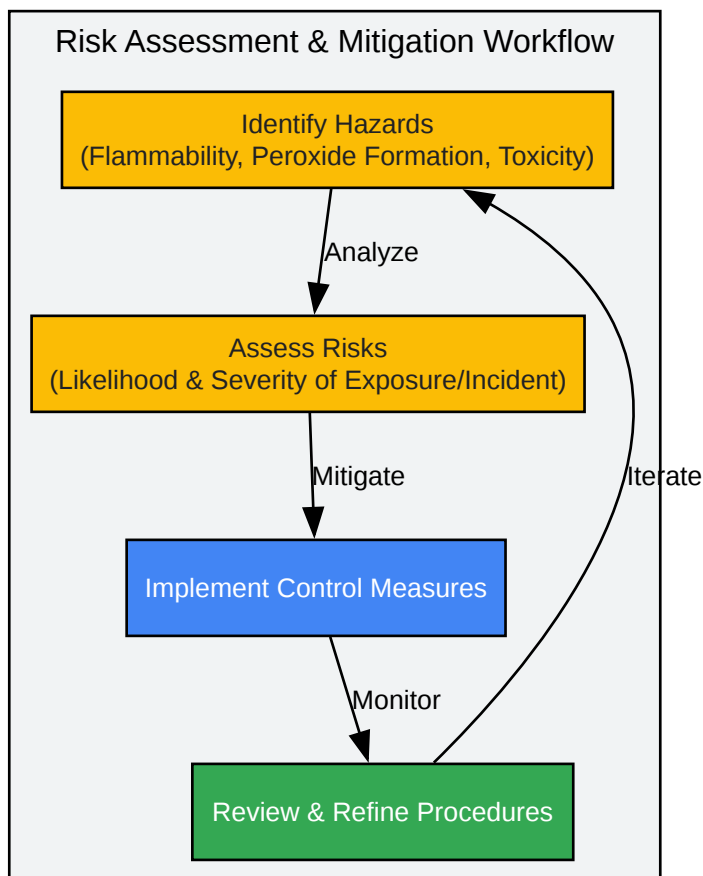 Risk Assessment & Mitigation Workflow
Identify Hazards
(Flammability, Peroxide Formation, Toxicity)
Analyze
Assess Risks
(Likelihood & Severity of Exposure/Incident)
Mitigate
Iterate
Implement Control Measures
Monitor
Review & Refine Procedures